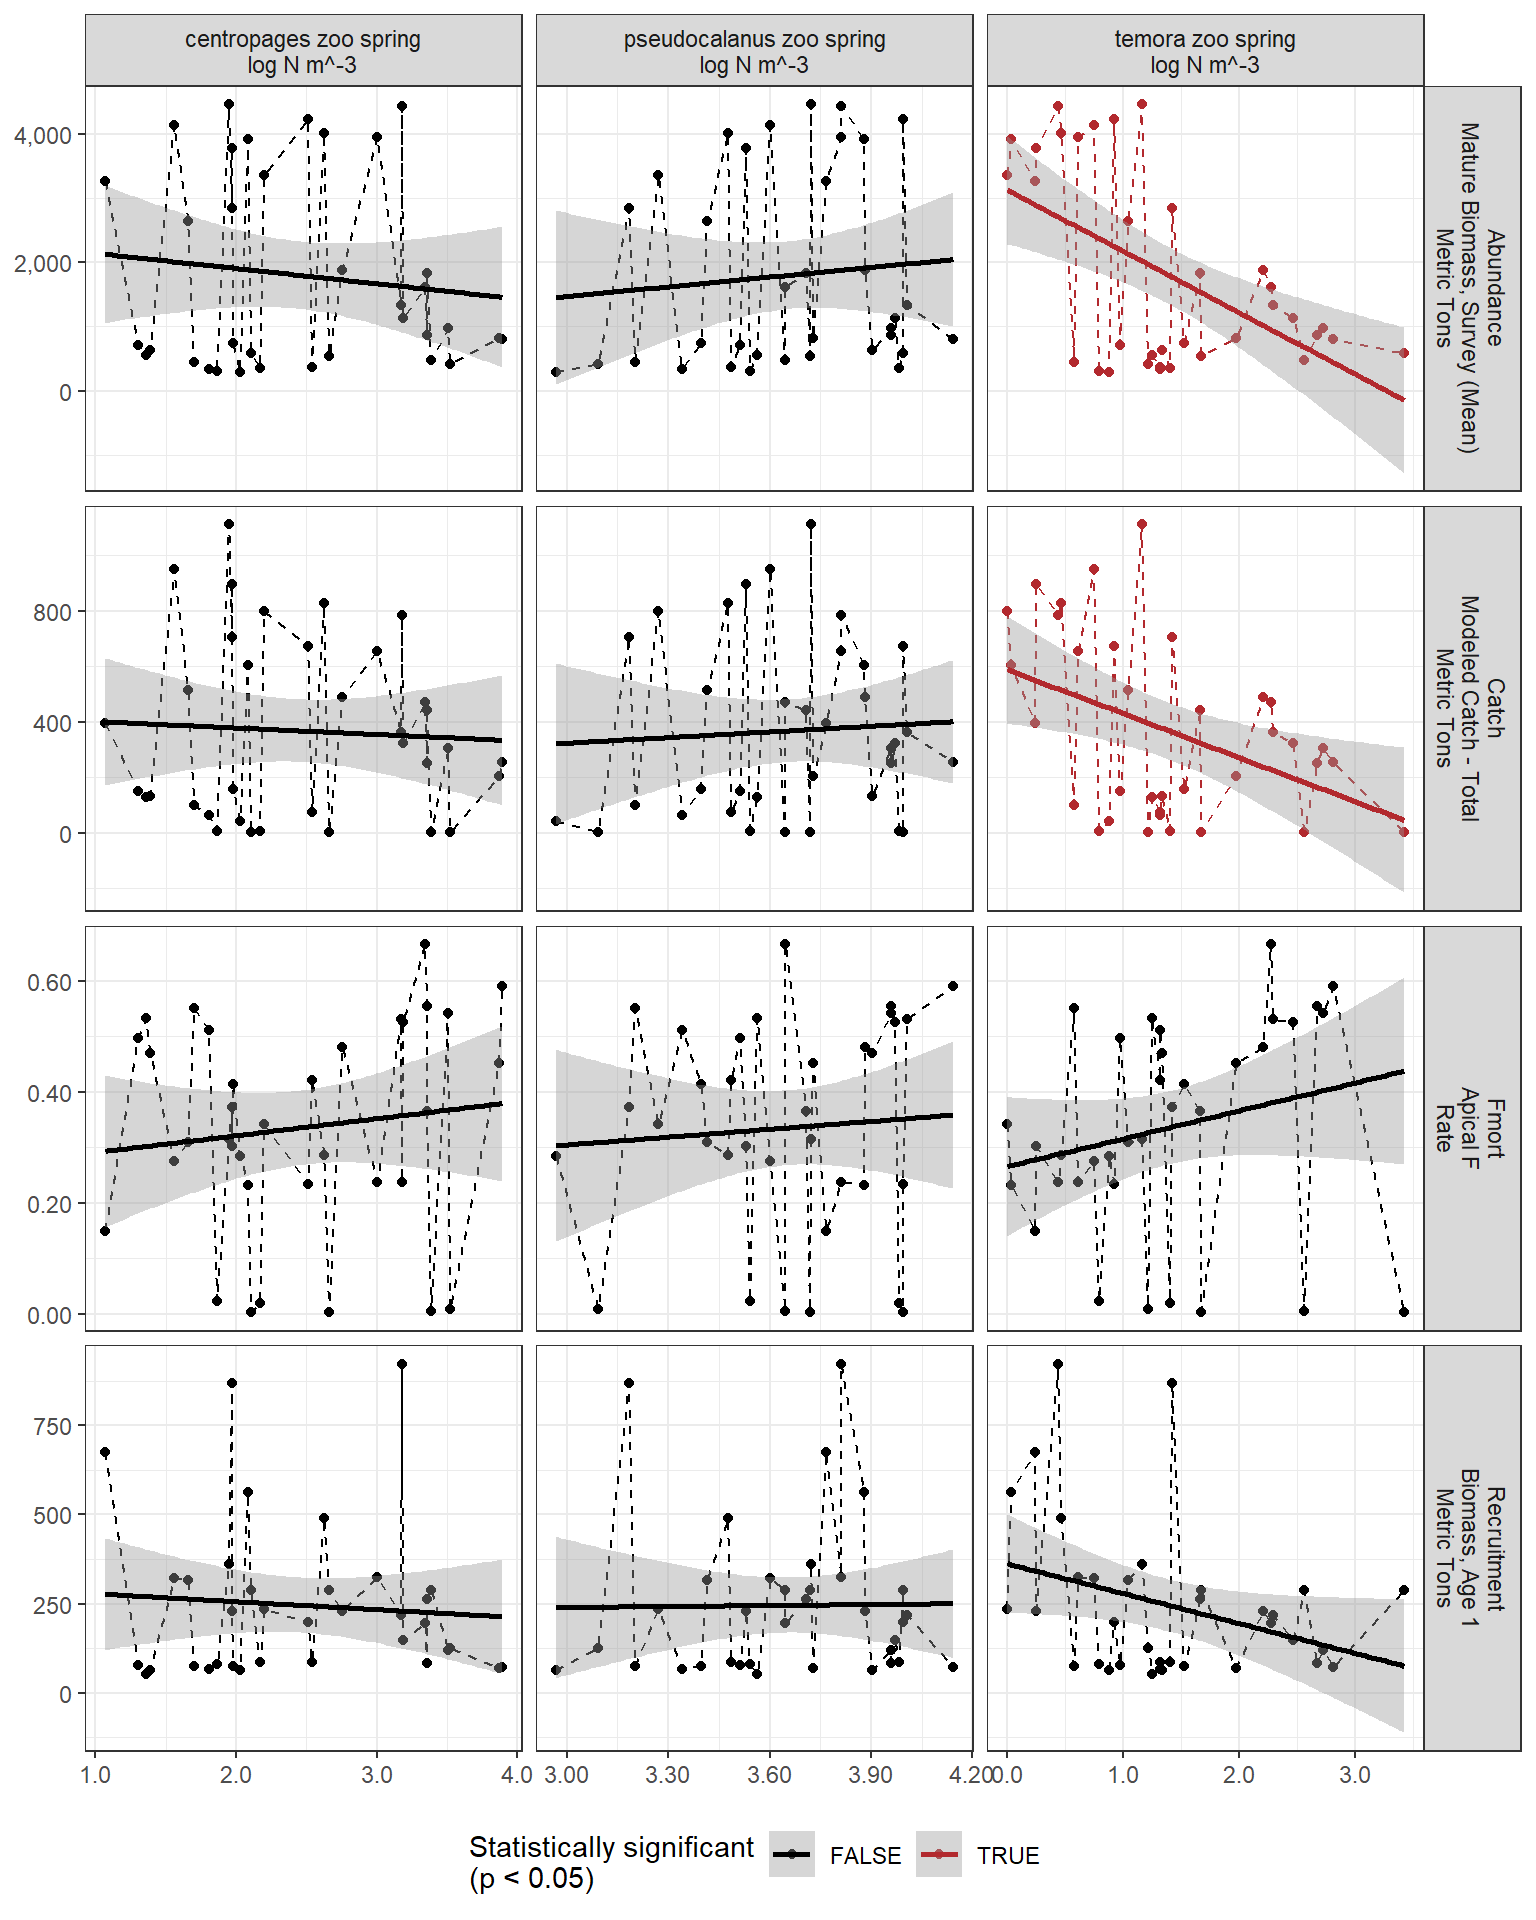 centropages zoo spring
log N m^-3
pseudocalanus zoo spring
log N m^-3
temora zoo spring
log N m^-3
4,000
2,000
0
Abundance
Mature Biomass, Survey (Mean)
Metric Tons
800
400
0
Catch
Modeled Catch - Total
Metric Tons
0.60
0.40
0.20
0.00
Fmort
Apical F
Rate
750
500
250
0
Recruitment
Biomass, Age 1
Metric Tons
1.0 2.0 3.0 4.0
3.00 3.30 3.60 3.90 4.20
0.0 1.0 2.0 3.0
Statistically significant
(p < 0.05)
FALSE
TRUE